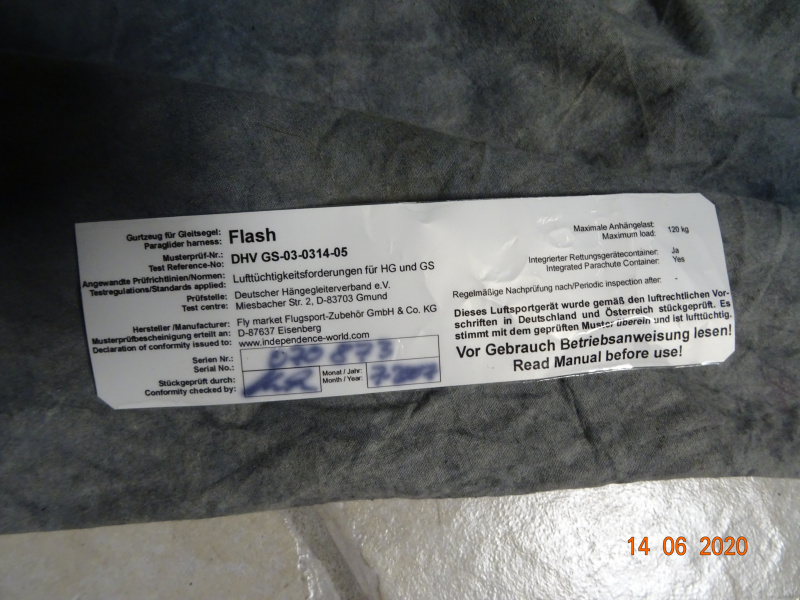 Gurtzeug für Gleitsegel:
Paraglider harness: Flash
Musterprüf-Nr.:
Test Reference-No: DHV GS-03-0314-05
Angewandte Prüfrichtlinien/Normen:
Testregulations/Standards applied: Lufttüchtigkeitsforderungen für HG und GS
Prüfstelle: Deutscher Hängegleiterverband e.V.
Test centre: Miesbacher Str. 2, D-83703 Gmund
Hersteller /Manufacturer: Fly market Flugsport-Zubehör GmbH & Co. KG
Musterprüfbescheinigung erteilt an: D-87637 Eisenberg
Declaration of conformity issued to: www.independence-world.com
Serien Nr.:
Serial No.: 070873
Stückgeprüft durch:
Conformity checked by:
Monat / Jahr:
Month / Year:
Maximale Anhängelast:
Maximum load: 120 kg
Integrierter Rettungsgerätecontainer: Ja
Integrated Parachute Container: Yes
Regelmäßige Nachprüfung nach/Periodic inspection after: -
Dieses Luftsportgerät wurde gemäß den luftrechtlichen Vor-
schriften in Deutschland und Österreich stückgeprüft. Es
stimmt mit dem geprüften Muster überein und ist lufttüchtig.
Vor Gebrauch Betriebsanweisung lesen!
Read Manual before use!
14 06 2020